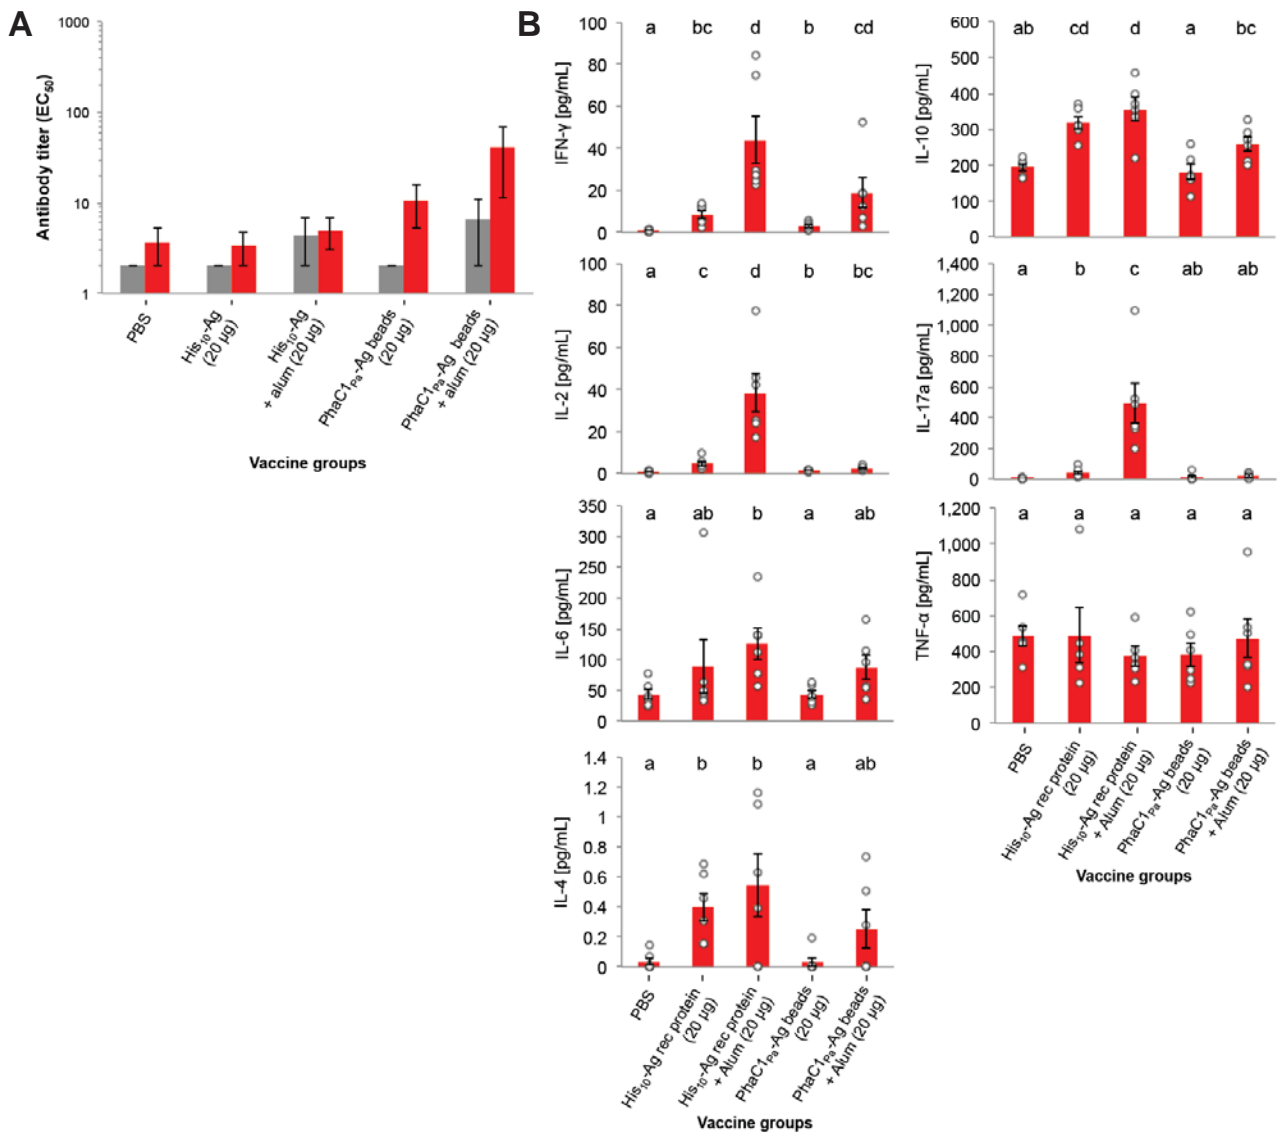 A
Antibody titer (EC50)
1000
100
10
1
PBS
His10-Ag
(20 µg)
His10-Ag
+ alum (20 µg)
PhaC1Pa-Ag beads
(20 µg)
PhaC1Pa-Ag beads
+ alum (20 µg)
Vaccine groups
B
IFN-γ [pg/mL]
100
80
60
40
20
0
a bc d b cd
IL-10 [pg/mL]
600
500
400
300
200
100
0
ab cd d a bc
IL-2 [pg/mL]
100
80
60
40
20
0
a c d b bc
IL-17a [pg/mL]
1,400
1,200
1,000
800
600
400
200
0
a b c ab ab
IL-6 [pg/mL]
350
300
250
200
150
100
50
0
a ab b a ab
TNF-α [pg/mL]
1,200
1,000
800
600
400
200
0
a a a a a
PBS
His10-Ag rec protein
(20 µg)
His10-Ag rec protein
+ Alum (20 µg)
PhaC1Pa-Ag beads
(20 µg)
PhaC1Pa-Ag beads
+ Alum (20 µg)
Vaccine groups
IL-4 [pg/mL]
1.4
1.2
1
0.8
0.6
0.4
0.2
0
a b b a ab
PBS
His10-Ag rec protein
(20 µg)
His10-Ag rec protein
+ Alum (20 µg)
PhaC1Pa-Ag beads
(20 µg)
PhaC1Pa-Ag beads
+ Alum (20 µg)
Vaccine groups